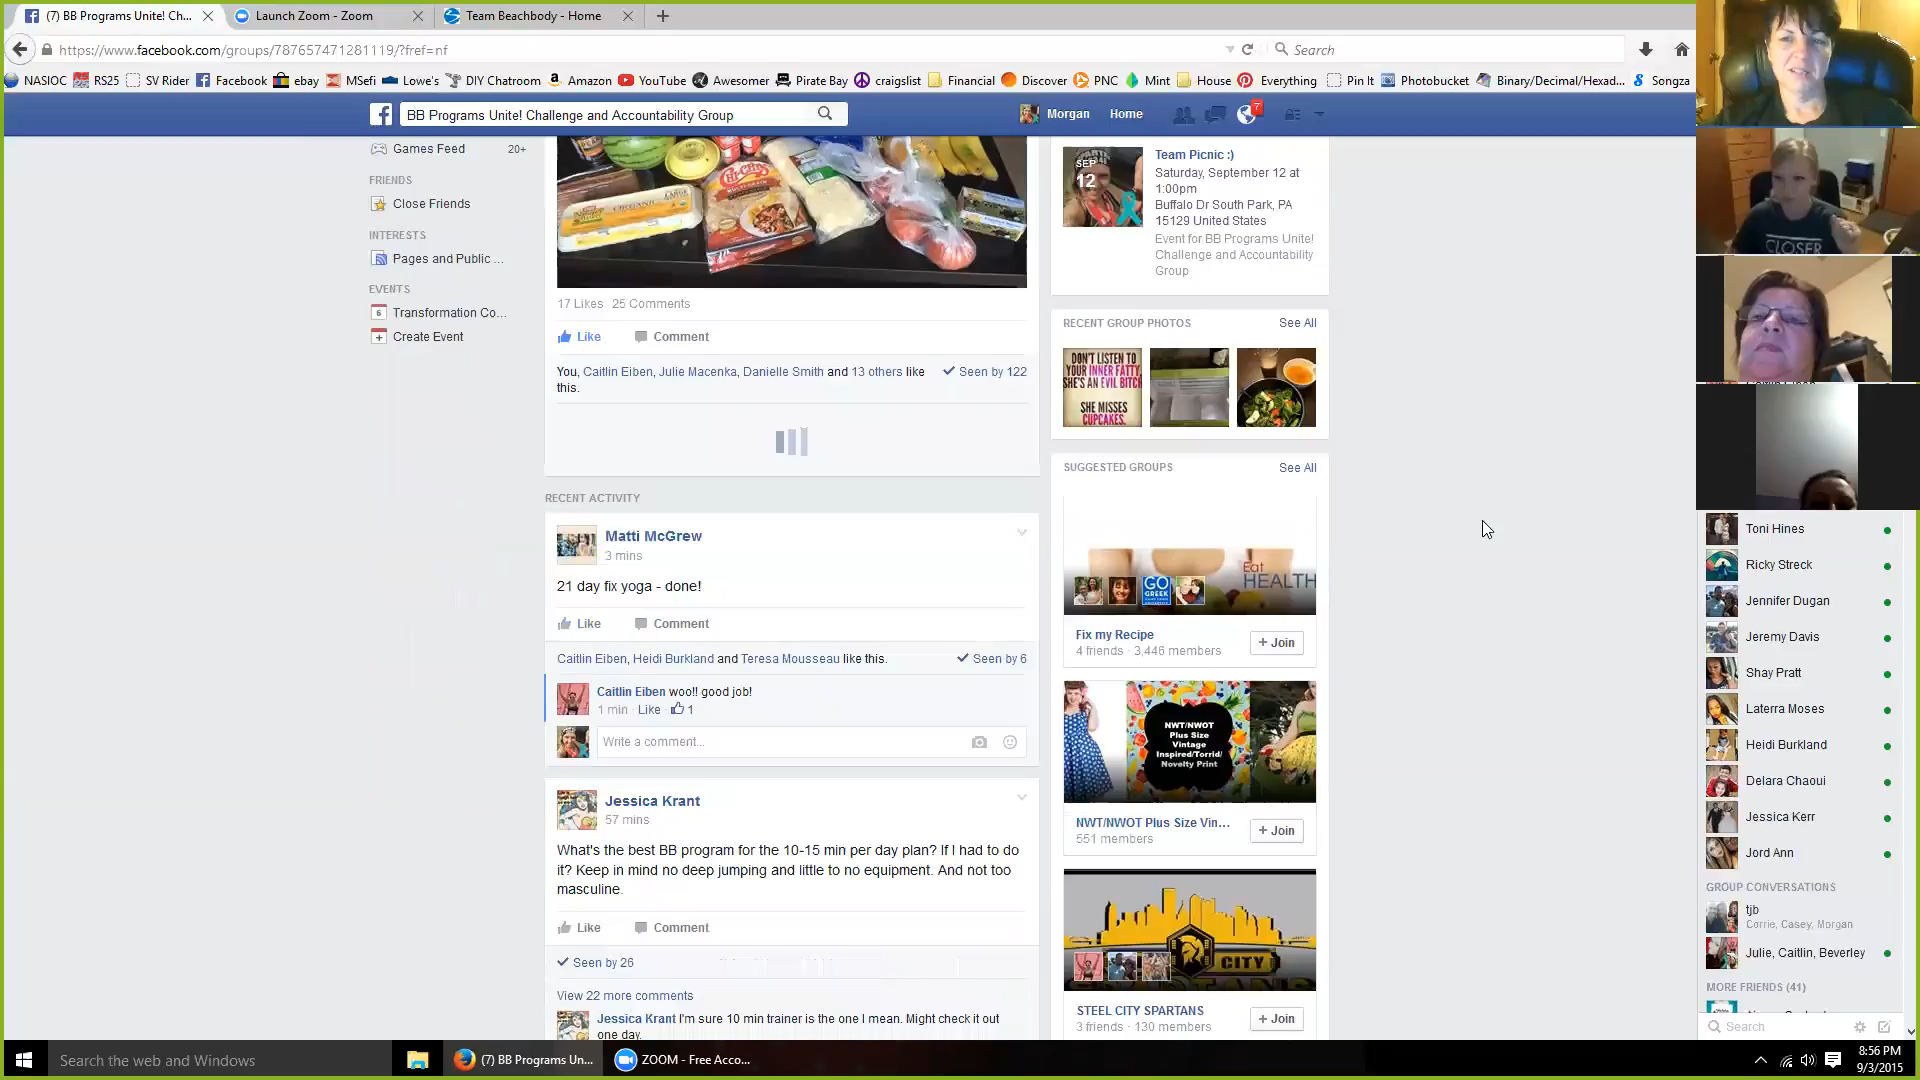 (7) BB Programs Unite! Ch...
Launch Zoom - Zoom
Team Beachbody - Home
https://www.facebook.com/groups/787657471281119/?fref=nf
Search
NASIOC RS25 SV Rider Facebook ebay MSefi Lowe's DIY Chatroom Amazon YouTube Awesomer Pirate Bay craigslist Financial Discover PNC Mint House Everything Pin It Photobucket Binary/Decimal/Hexad... Songza
BB Programs Unite! Challenge and Accountability Group
Morgan Home 7
Games Feed 20+
FRIENDS
Close Friends
INTERESTS
Pages and Public ...
EVENTS
6 Transformation Co...
Create Event
CHI-CHI'S
ORGANIC
LARGE
17 Likes 25 Comments
Like Comment
You, Caitlin Eiben, Julie Macenka, Danielle Smith and 13 others like
this.
Seen by 122
RECENT ACTIVITY
Matti McGrew
3 mins
21 day fix yoga - done!
Like Comment
Caitlin Eiben, Heidi Burkland and Teresa Mousseau like this.
Seen by 6
Caitlin Eiben woo!! good job!
1 min · Like · 1
Write a comment...
Jessica Krant
57 mins
What's the best BB program for the 10-15 min per day plan? If I had to
do it? Keep in mind no deep jumping and little to no equipment. And not too
masculine.
Like Comment
Seen by 26
View 22 more comments
Jessica Krant I'm sure 10 min trainer is the one I mean. Might check it out
one day.
SEP
12
Team Picnic :)
Saturday, September 12 at
1:00pm
Buffalo Dr South Park, PA
15129 United States
Event for BB Programs Unite!
Challenge and Accountability
Group
RECENT GROUP PHOTOS
See All
DON'T LISTEN TO
YOUR INNER FATTY,
SHE'S AN EVIL BITCH
SHE MISSES
CUPCAKES.
SUGGESTED GROUPS
See All
Eat
HEALTH
GO
GREEK
Fix my Recipe
4 friends · 3,446 members
+ Join
NWT/NWOT
Plus Size
Vintage
Inspired/Torrid/
Novelty Print
NWT/NWOT Plus Size Vin...
551 members
+ Join
CITY
STEEL CITY SPARTANS
3 friends · 130 members
+ Join
CLOSER
Toni Hines
Ricky Streck
Jennifer Dugan
Jeremy Davis
Shay Pratt
Laterra Moses
Heidi Burkland
Delara Chaoui
Jessica Kerr
Jord Ann
GROUP CONVERSATIONS
tjb
Corrie, Casey, Morgan
Julie, Caitlin, Beverley
MORE FRIENDS (41)
Search
Search the web and Windows
(7) BB Programs Un...
ZOOM - Free Acco...
8:56 PM
9/3/2015